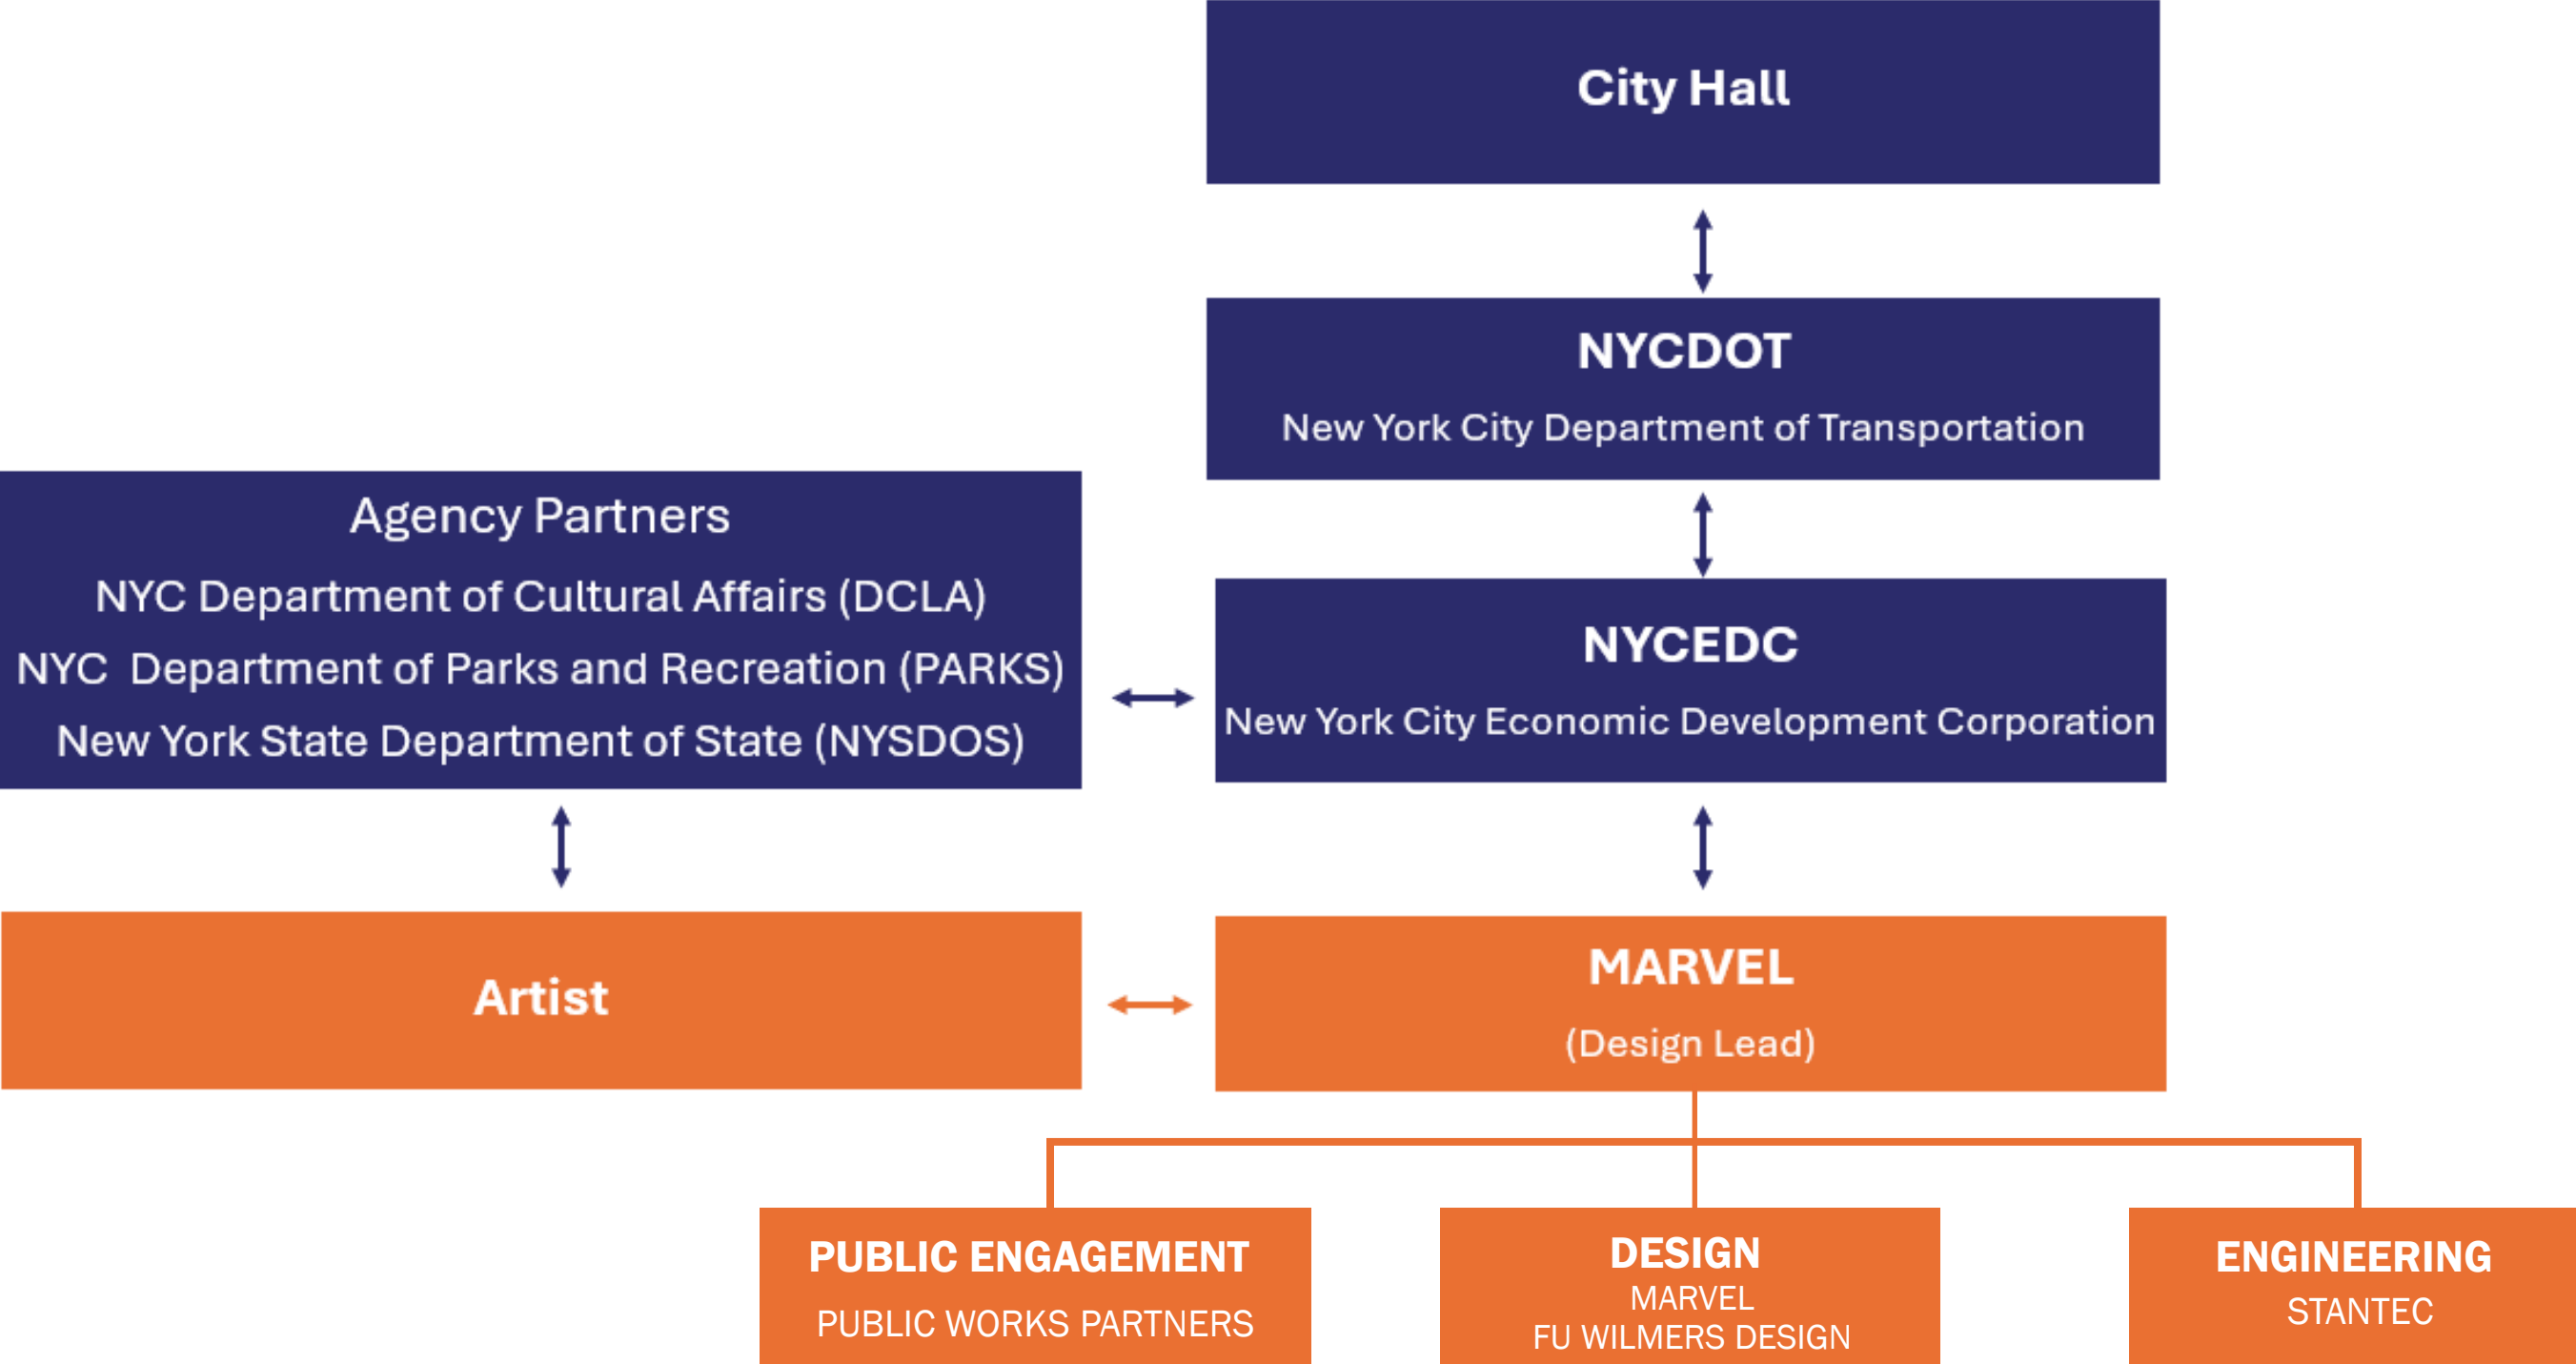 City Hall
NYCDOT
New York City Department of Transportation
Agency Partners
NYC Department of Cultural Affairs (DCLA)
NYC  Department of Parks and Recreation (PARKS)
New York State Department of State (NYSDOS)
NYCEDC
New York City Economic Development Corporation
Artist
MARVEL
(Design Lead)
PUBLIC ENGAGEMENT
PUBLIC WORKS PARTNERS
DESIGN
MARVEL
FU WILMERS DESIGN
ENGINEERING
STANTEC